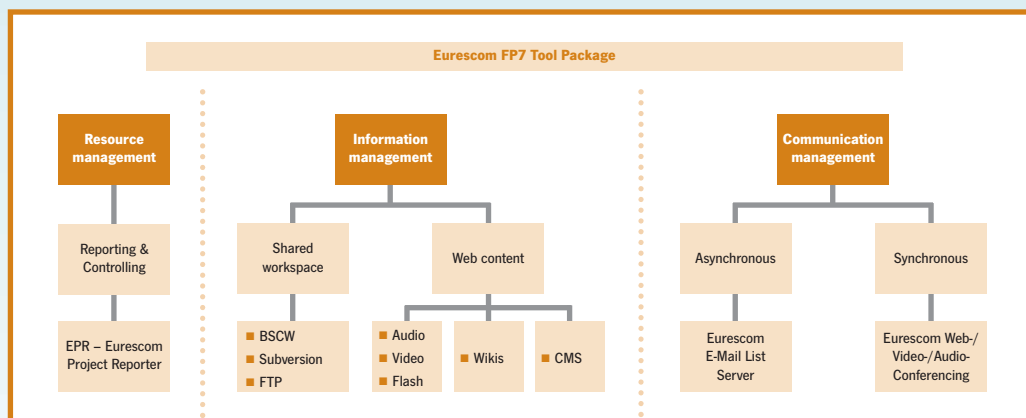 Eurescom FP7 Tool Package
Resource
management
Information
management
Communication
management
Reporting &
Controlling
Shared
workspace
Web content
Asynchronous
Synchronous
EPR – Eurescom
Project Reporter
BSCW
Subversion
FTP
Audio
Video
Flash
Wikis
CMS
Eurescom
E-Mail List
Server
Eurescom Web-/
Video-/Audio-
Conferencing